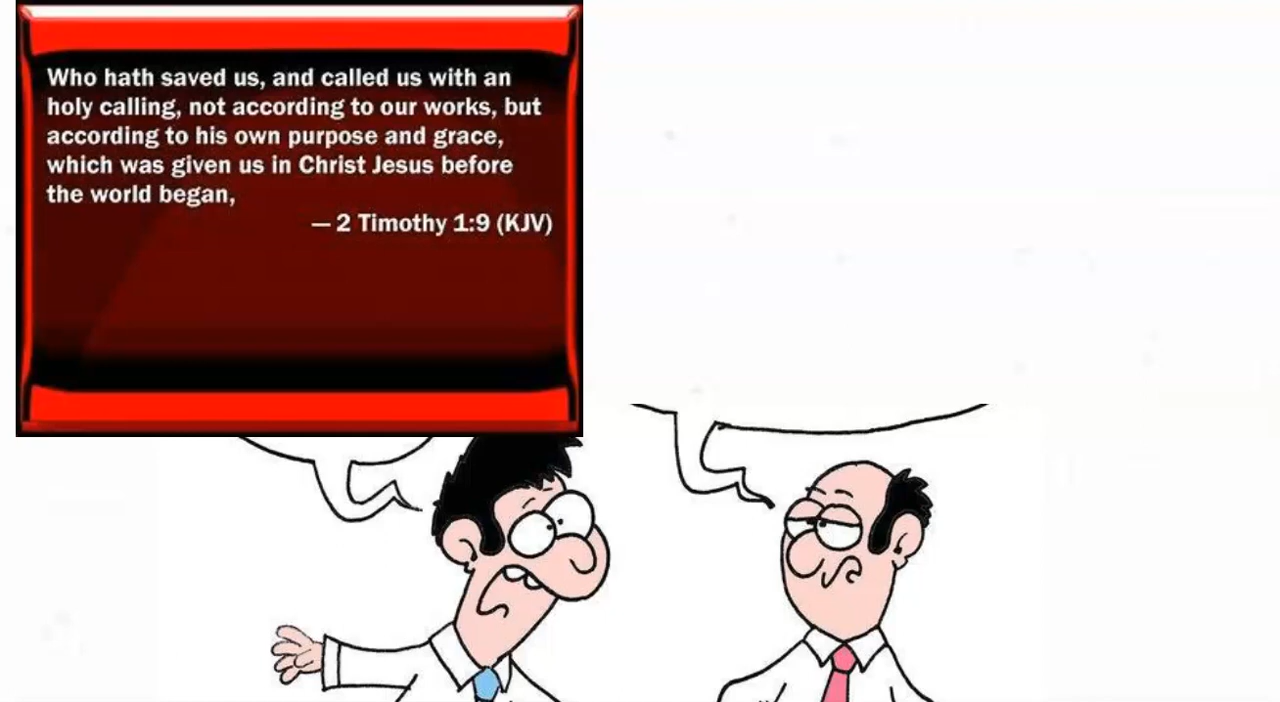 Who hath saved us, and called us with an
holy calling, not according to our works, but
according to his own purpose and grace,
which was given us in Christ Jesus before
the world began,
— 2 Timothy 1:9 (KJV)